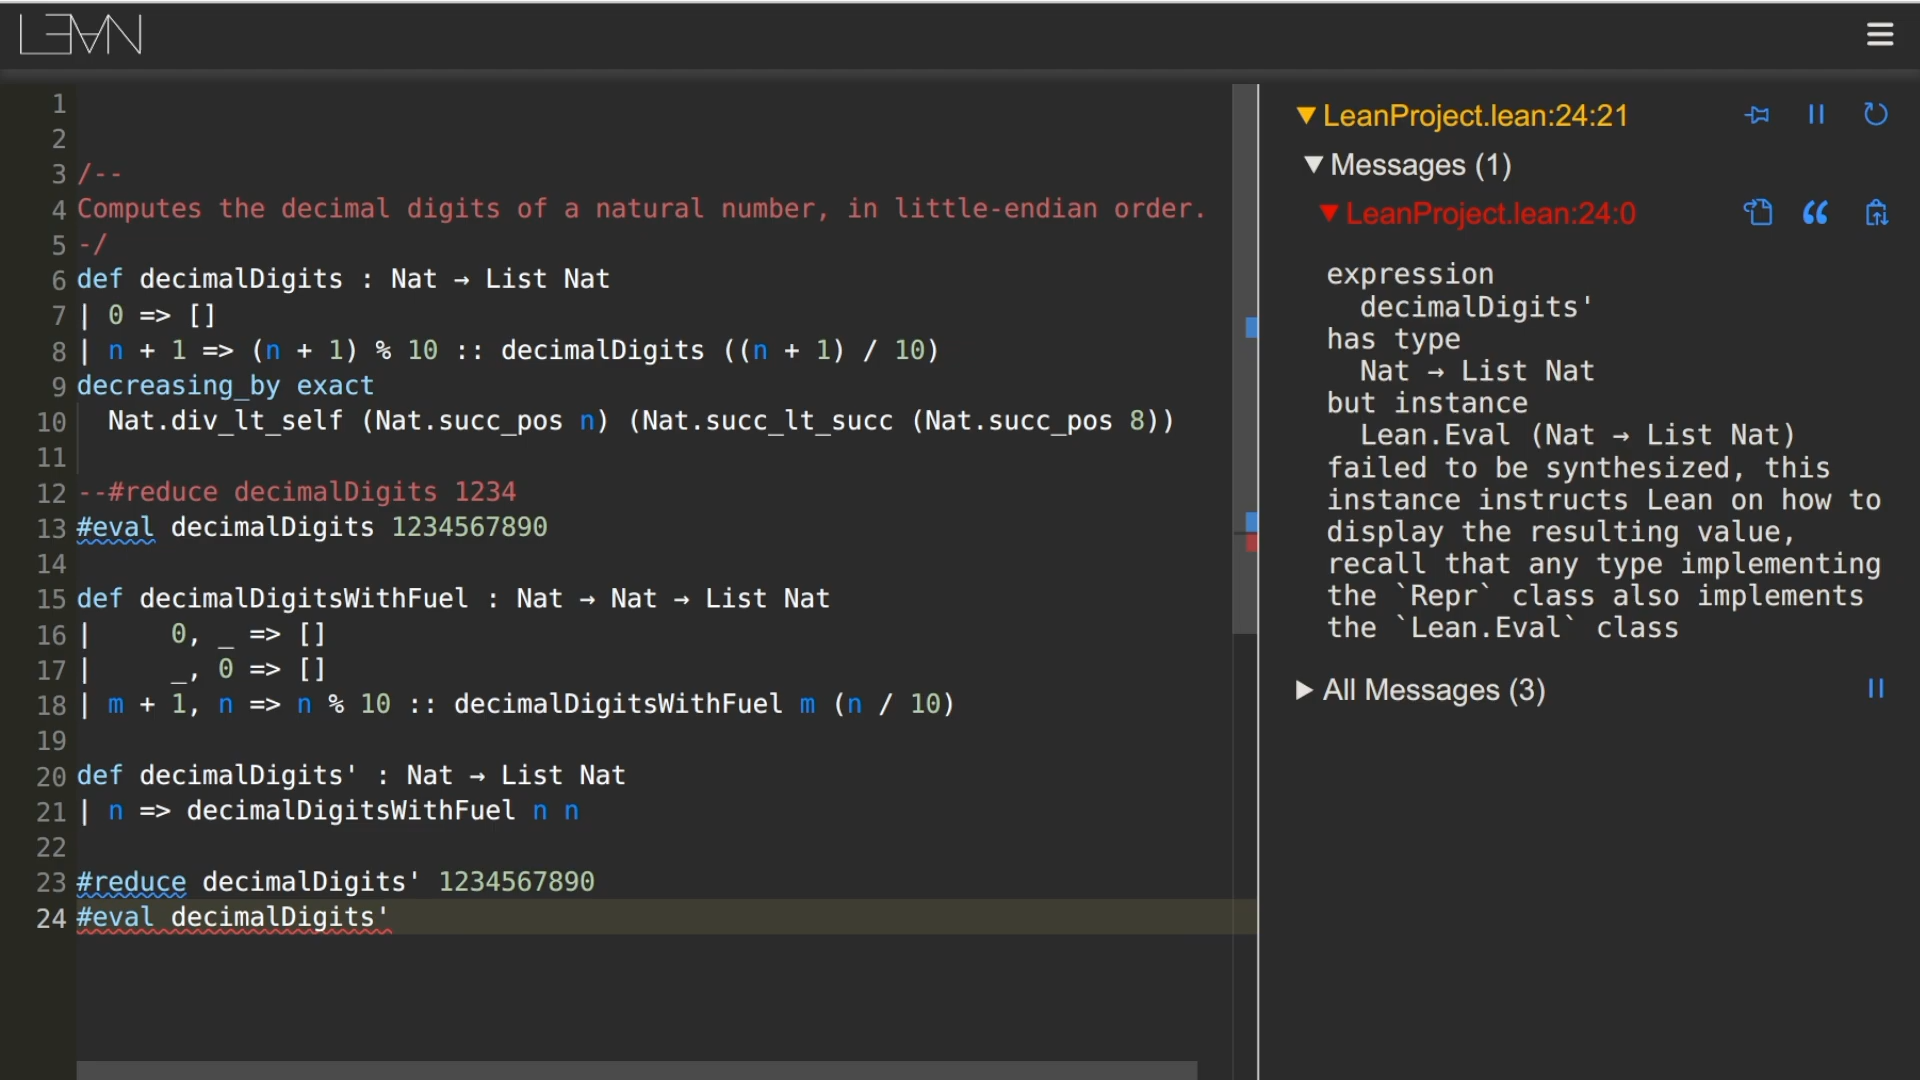 LEAN
1
2
3 /--
4 Computes the decimal digits of a natural number, in little-endian order.
5 -/
6 def decimalDigits : Nat → List Nat
7 | 0 => []
8 | n + 1 => (n + 1) % 10 :: decimalDigits ((n + 1) / 10)
9 decreasing_by exact
10   Nat.div_lt_self (Nat.succ_pos n) (Nat.succ_lt_succ (Nat.succ_pos 8))
11
12 --#reduce decimalDigits 1234
13 #eval decimalDigits 1234567890
14
15 def decimalDigitsWithFuel : Nat → Nat → List Nat
16 |     0, _ => []
17 |     _, 0 => []
18 | m + 1, n => n % 10 :: decimalDigitsWithFuel m (n / 10)
19
20 def decimalDigits' : Nat → List Nat
21 | n => decimalDigitsWithFuel n n
22
23 #reduce decimalDigits' 1234567890
24 #eval decimalDigits'
▼ LeanProject.lean:24:21
▼ Messages (1)
▼ LeanProject.lean:24:0
expression
  decimalDigits'
has type
  Nat → List Nat
but instance
  Lean.Eval (Nat → List Nat)
failed to be synthesized, this
instance instructs Lean on how to
display the resulting value,
recall that any type implementing
the `Repr` class also implements
the `Lean.Eval` class
▶ All Messages (3)